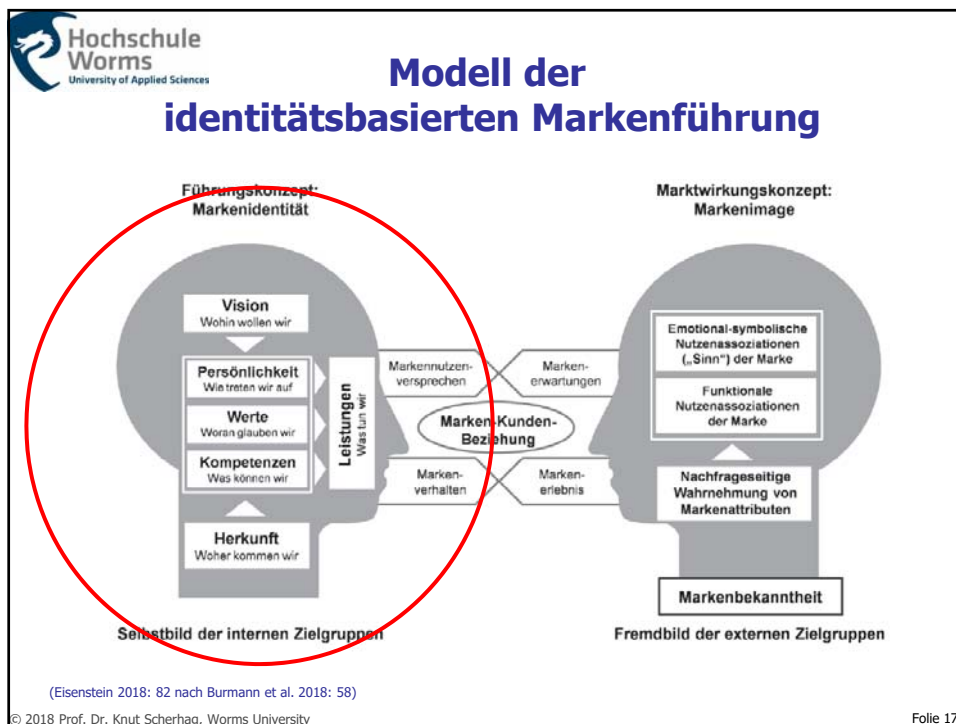 Hochschule
Worms
University of Applied Sciences
Modell der
identitätsbasierten Markenführung
Führungskonzept:
Markenidentität
Vision
Wohin wollen wir
Persönlichkeit
Wie treten wir auf
Werte
Woran glauben wir
Kompetenzen
Was können wir
Herkunft
Woher kommen wir
Leistungen
Was tun wir
Selbstbild der internen Zielgruppen
Markennutzen-
versprechen
Marken-
erwartungen
Marken-Kunden-
Beziehung
Marken-
verhalten
Marken-
erlebnis
Marktwirkungskonzept:
Markenimage
Emotional-symbolische
Nutzenassoziationen
(„Sinn") der Marke
Funktionale
Nutzenassoziationen
der Marke
Nachfrageseitige
Wahrnehmung von
Markenattributen
Markenbekanntheit
Fremdbild der externen Zielgruppen
(Eisenstein 2018: 82 nach Burmann et al. 2018: 58)
© 2018 Prof. Dr. Knut Scherhag, Worms University
Folie 17